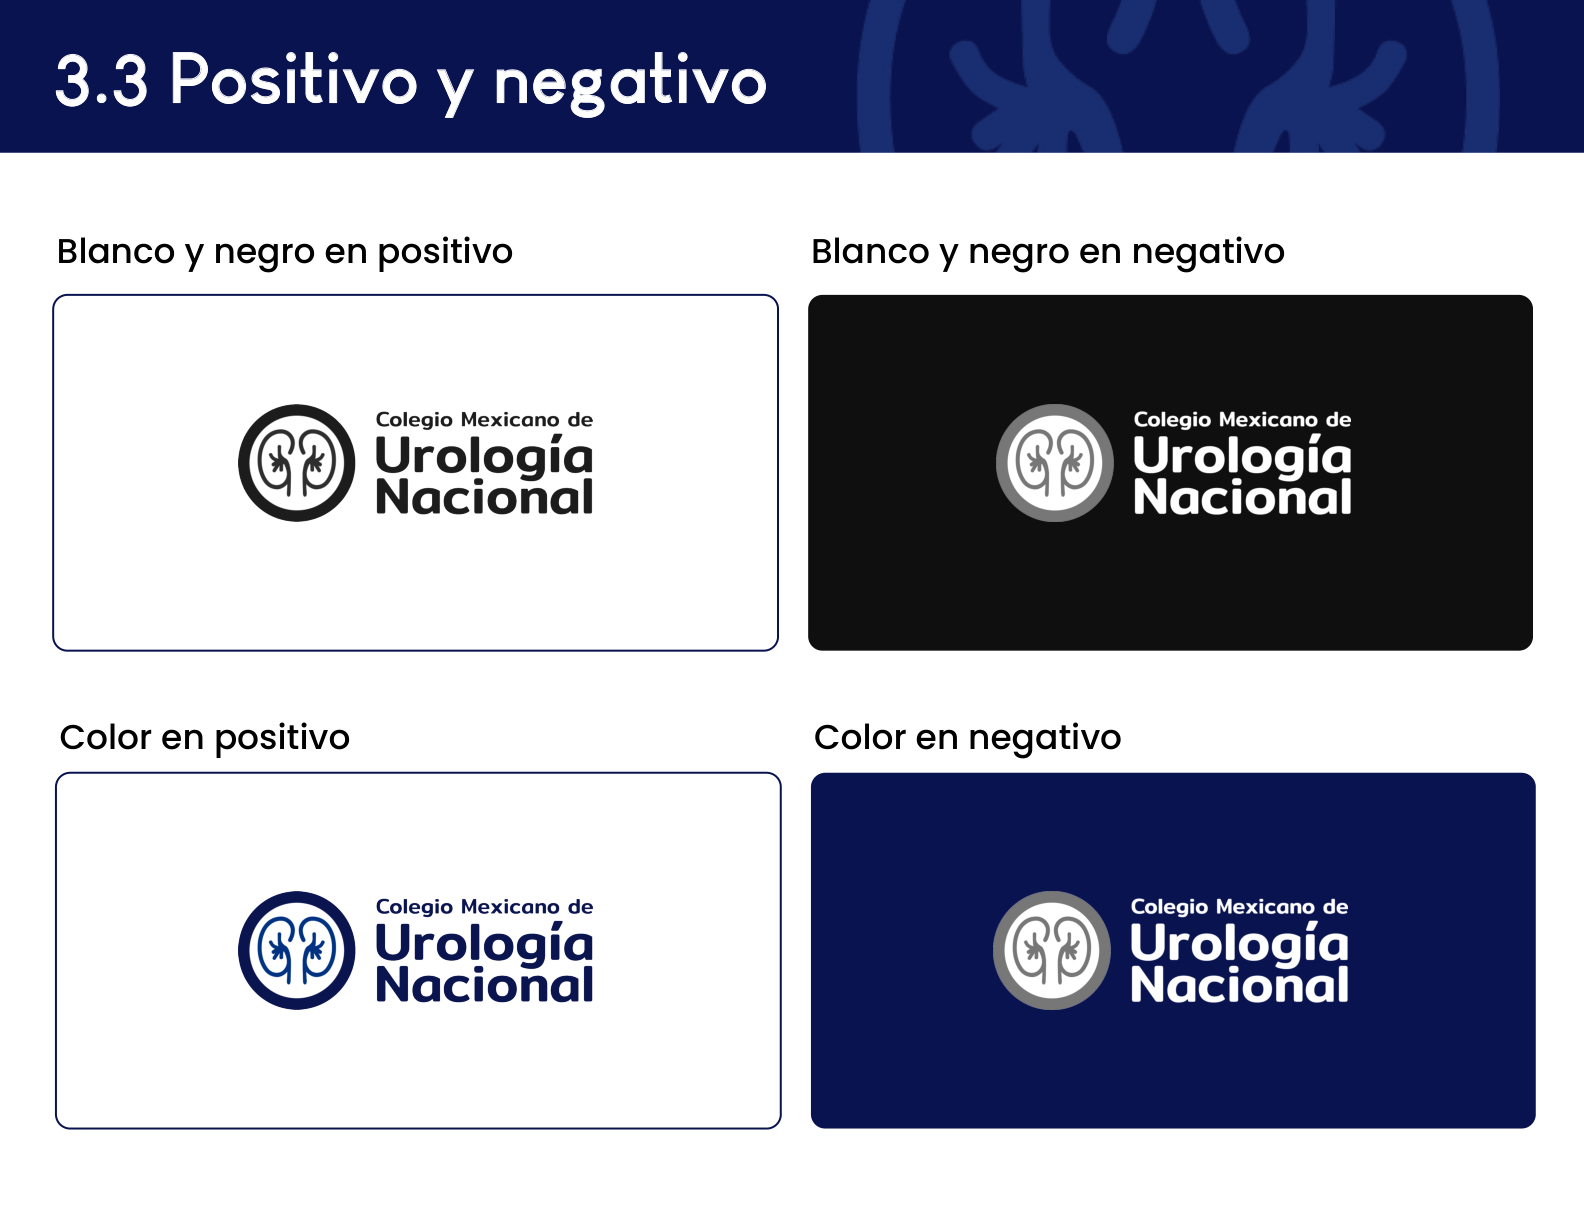 3.3 Positivo y negativo
Blanco y negro en positivo
Blanco y negro en negativo
Colegio Mexicano de
Urología
Nacional
Colegio Mexicano de
Urología
Nacional
Color en positivo
Color en negativo
Colegio Mexicano de
Urología
Nacional
Colegio Mexicano de
Urología
Nacional